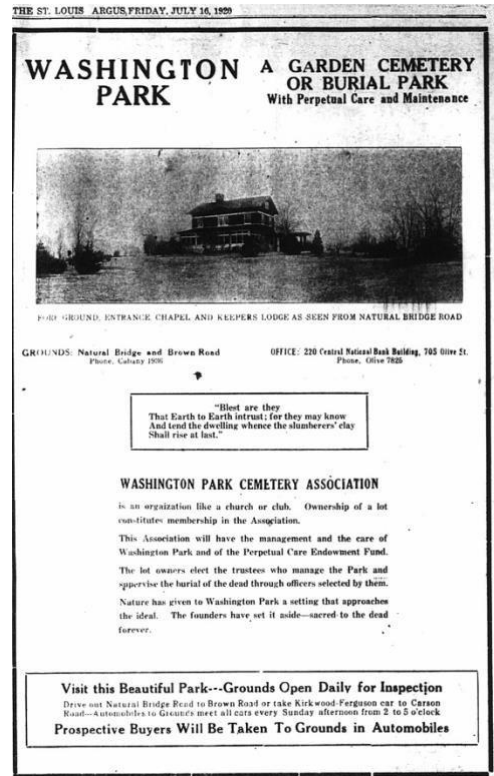 THE ST. LOUIS ARGUS, FRIDAY, JULY 16, 1920
WASHINGTON
PARK
A GARDEN CEMETERY
OR BURIAL PARK
With Perpetual Care and Maintenance
FORE GROUND, ENTRANCE CHAPEL AND KEEPERS LODGE AS SEEN FROM NATURAL BRIDGE ROAD
GROUNDS: Natural Bridge and Brown Road
Phone, Cabany 1936
OFFICE: 220 Central National Bank Building, 705 Olive St.
Phone, Olive 7825
"Blest are they
That Earth to Earth intrust; for they may know
And tend the dwelling whence the slumberers' clay
Shall rise at last."
WASHINGTON PARK CEMETERY ASSOCIATION
is an orgaization like a church or club. Ownership of a lot
constitutes membership in the Association.
This Association will have the management and the care of
Washington Park and of the Perpetual Care Endowment Fund.
The lot owners elect the trustees who manage the Park and
suppervise the burial of the dead through officers selected by them.
Nature has given to Washington Park a setting that approaches
the ideal. The founders have set it aside—sacred to the dead
forever.
Visit this Beautiful Park---Grounds Open Daily for Inspection
Drive out Natural Bridge Road to Brown Road or take Kirkwood-Ferguson car to Carson
Road—Automobiles to Grounds meet all cars every Sunday afternoon from 2 to 5 o'clock
Prospective Buyers Will Be Taken To Grounds in Automobiles